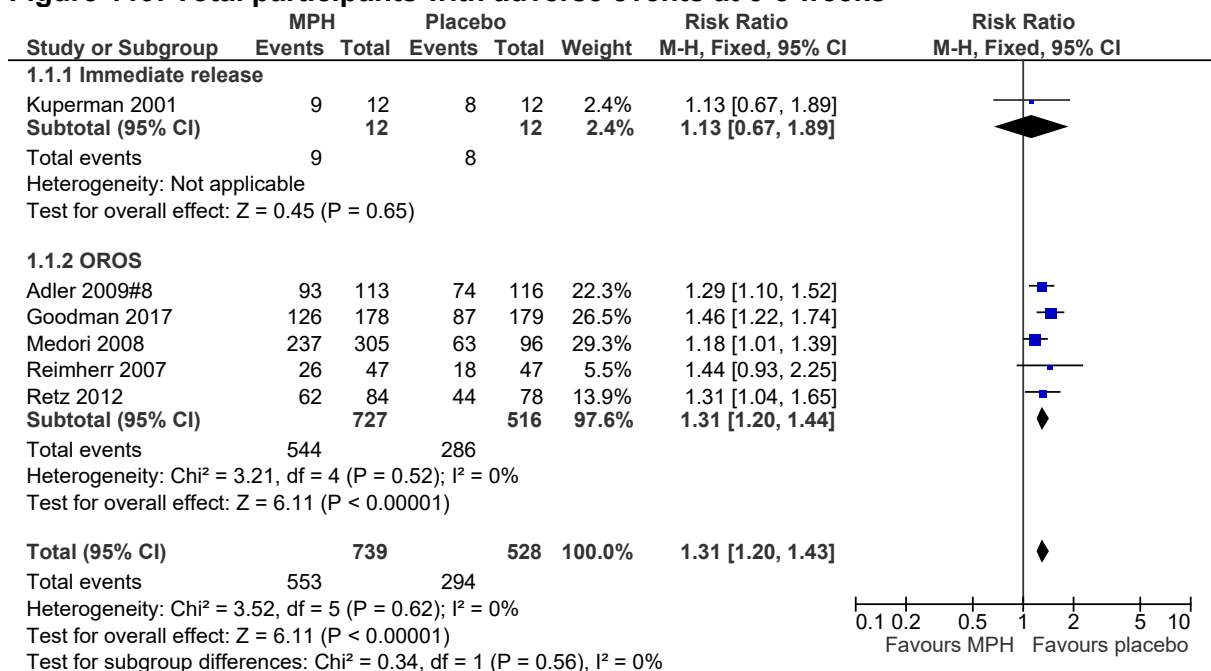 MPH Placebo Risk Ratio Risk Ratio
Study or Subgroup Events Total Events Total Weight M-H, Fixed, 95% CI M-H, Fixed, 95% CI
1.1.1 Immediate release
Kuperman 2001 9 12 8 12 2.4% 1.13 [0.67, 1.89]
Subtotal (95% CI) 12 12 2.4% 1.13 [0.67, 1.89]
Total events 9 8
Heterogeneity: Not applicable
Test for overall effect: Z = 0.45 (P = 0.65)
1.1.2 OROS
Adler 2009#8 93 113 74 116 22.3% 1.29 [1.10, 1.52]
Goodman 2017 126 178 87 179 26.5% 1.46 [1.22, 1.74]
Medori 2008 237 305 63 96 29.3% 1.18 [1.01, 1.39]
Reimherr 2007 26 47 18 47 5.5% 1.44 [0.93, 2.25]
Retz 2012 62 84 44 78 13.9% 1.31 [1.04, 1.65]
Subtotal (95% CI) 727 516 97.6% 1.31 [1.20, 1.44]
Total events 544 286
Heterogeneity: Chi² = 3.21, df = 4 (P = 0.52); I² = 0%
Test for overall effect: Z = 6.11 (P < 0.00001)
Total (95% CI) 739 528 100.0% 1.31 [1.20, 1.43]
Total events 553 294
Heterogeneity: Chi² = 3.52, df = 5 (P = 0.62); I² = 0%
Test for overall effect: Z = 6.11 (P < 0.00001)
Test for subgroup differences: Chi² = 0.34, df = 1 (P = 0.56), I² = 0%
0.1 0.2 0.5 1 2 5 10
Favours MPH Favours placebo